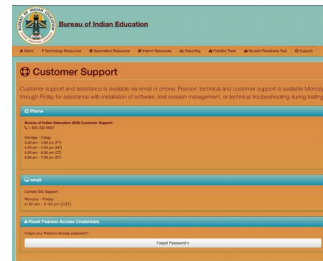 Bureau of Indian Education
Home Technology Resources Summative Resources Interim Resources Reporting Practice Tests Student Readiness Tool Support
Customer Support
Customer support and assistance is available via email or phone. Pearson technical and customer support is available Monday
through Friday for assistance with installation of software, test session management, or technical troubleshooting during testing
Phone
Bureau of Indian Education (BIE) Customer Support
Monday - Friday
email
Contact BIE Support
Monday - Friday
Reset Pearson Access Credentials
Forgot your Pearson Access password?
Forgot Password